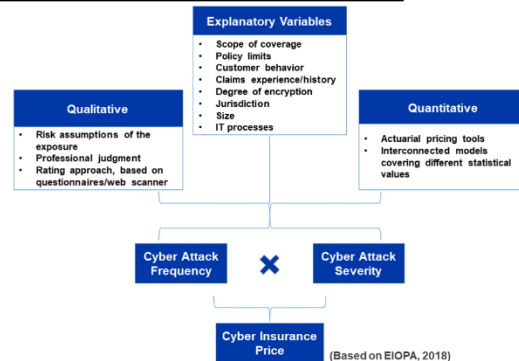 Explanatory Variables
• Scope of coverage
• Policy limits
• Customer behavior
• Claims experience/history
• Degree of encryption
• Jurisdiction
• Size
• IT processes
Qualitative
• Risk assumptions of the
exposure
• Professional judgment
• Rating approach, based on
questionnaires/web scanner
Quantitative
• Actuarial pricing tools
• Interconnected models
covering different statistical
values
Cyber Attack
Frequency
×
Cyber Attack
Severity
Cyber Insurance
Price
(Based on EIOPA, 2018)